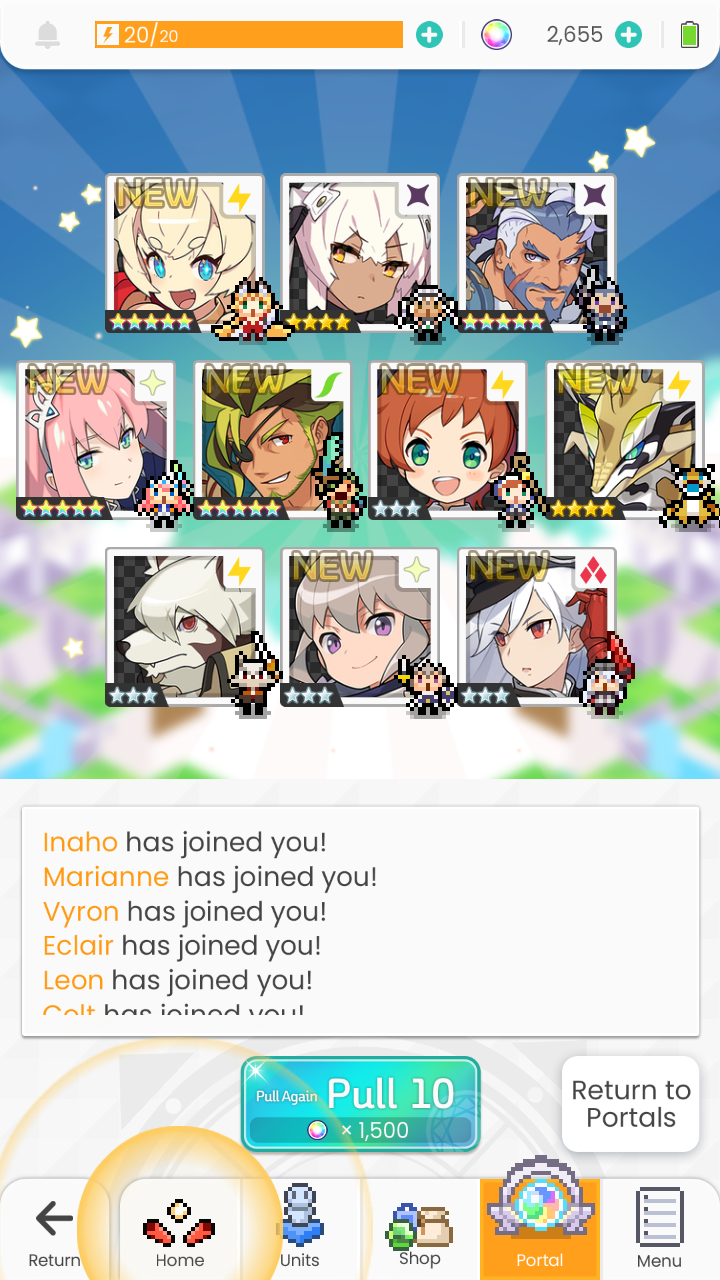 20/20
2,655
NEW
NEW
NEW
NEW
NEW
NEW
NEW
NEW
Inaho has joined you!
Marianne has joined you!
Vyron has joined you!
Eclair has joined you!
Leon has joined you!
Colt has joined you!
Pull Again Pull 10
× 1,500
Return to
Portals
Return
Home
Units
Shop
Portal
Menu